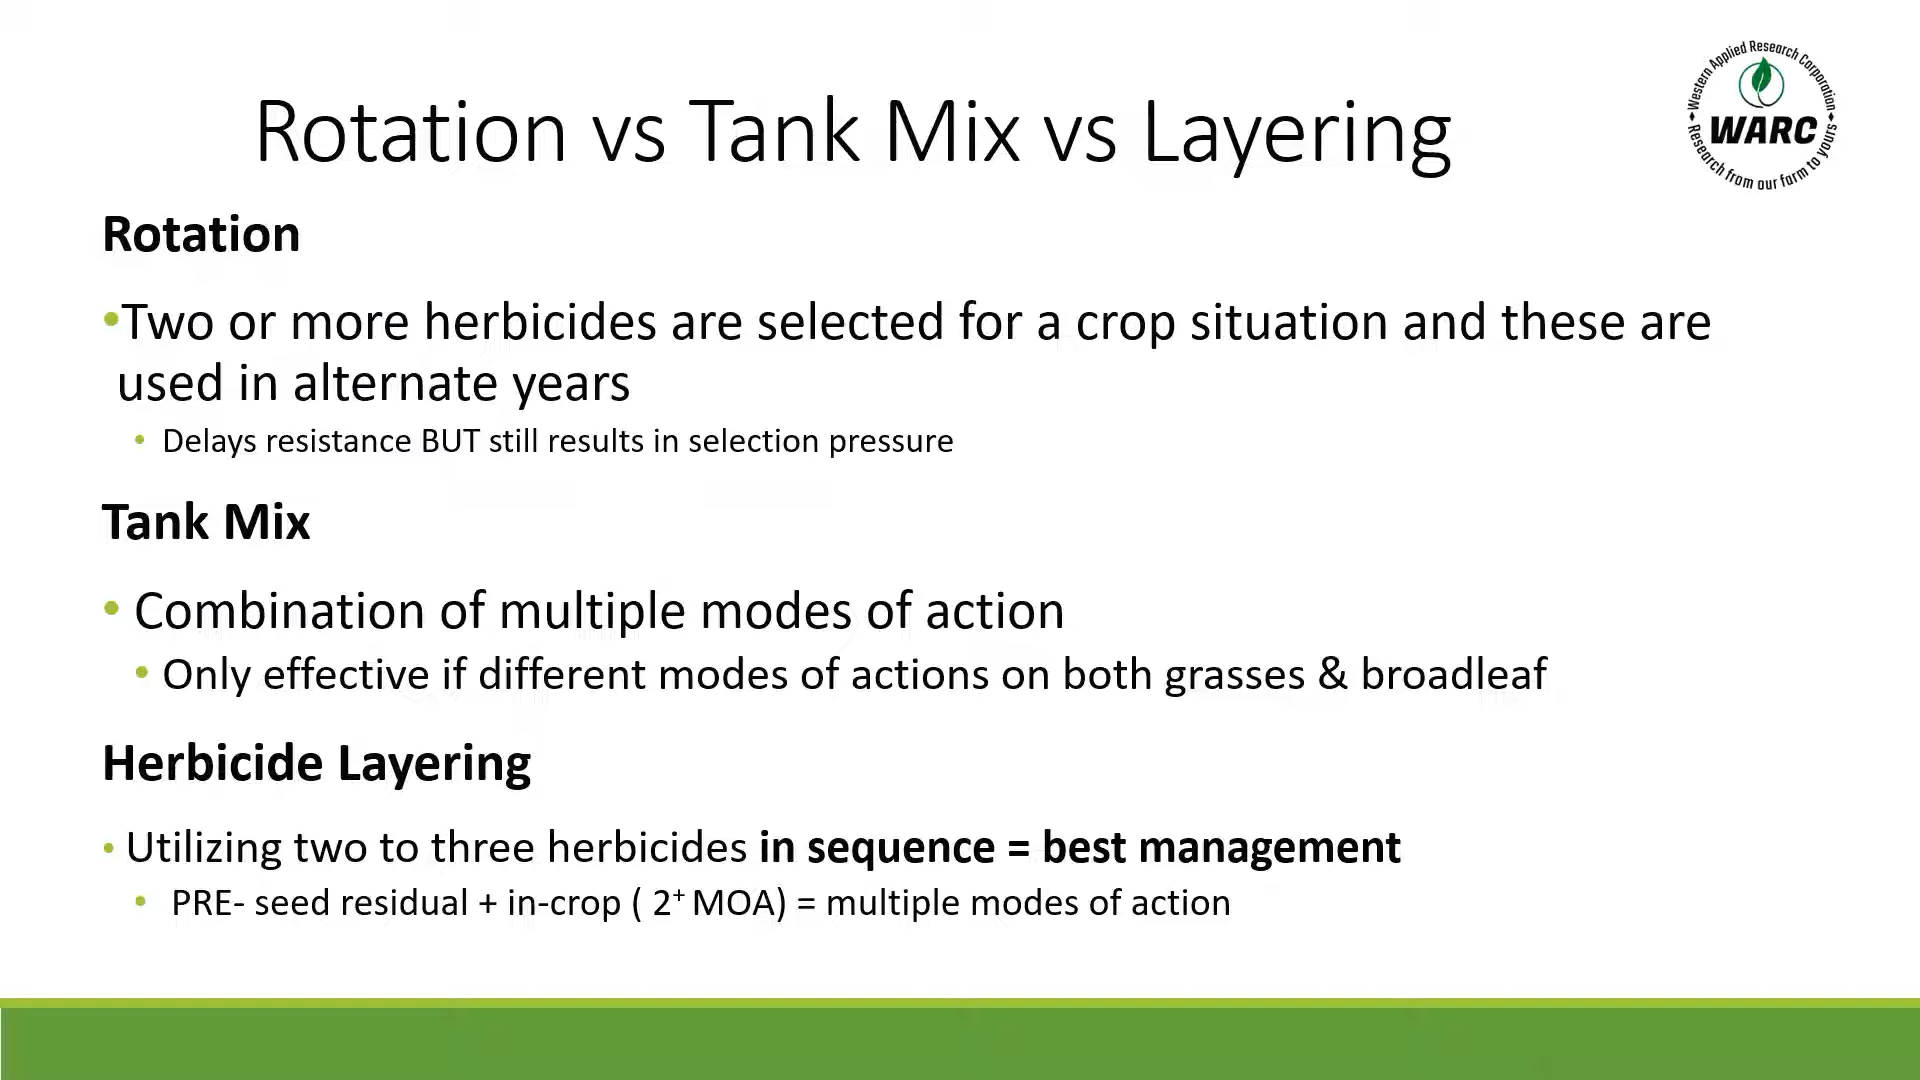 Rotation vs Tank Mix vs Layering
Western Applied Research Corporation
WARC
Research from our farm to yours
Rotation
•Two or more herbicides are selected for a crop situation and these are
used in alternate years
• Delays resistance BUT still results in selection pressure
Tank Mix
• Combination of multiple modes of action
• Only effective if different modes of actions on both grasses & broadleaf
Herbicide Layering
• Utilizing two to three herbicides in sequence = best management
• PRE- seed residual + in-crop ( 2⁺ MOA) = multiple modes of action